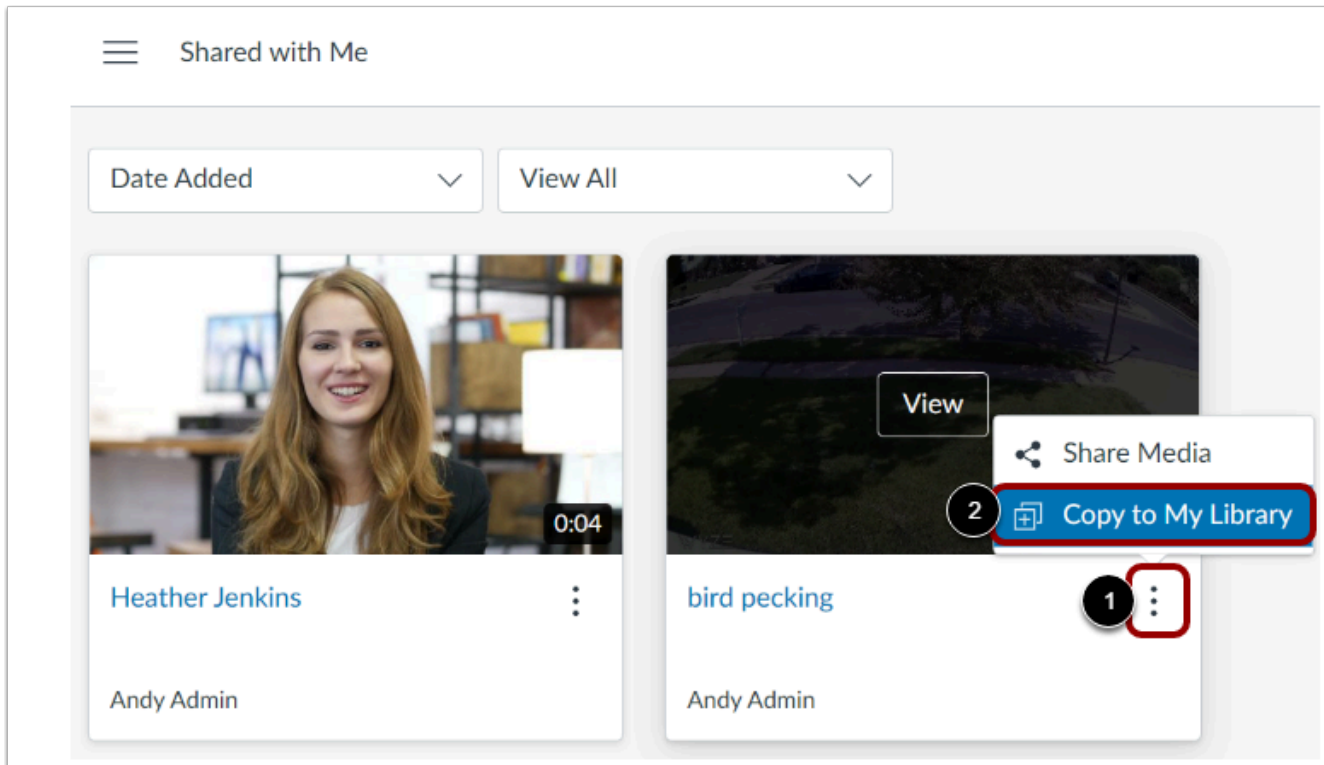 Shared with Me
Date Added
View All
View
Share Media
2
Copy to My Library
0:04
Heather Jenkins
bird pecking
1
Andy Admin
Andy Admin